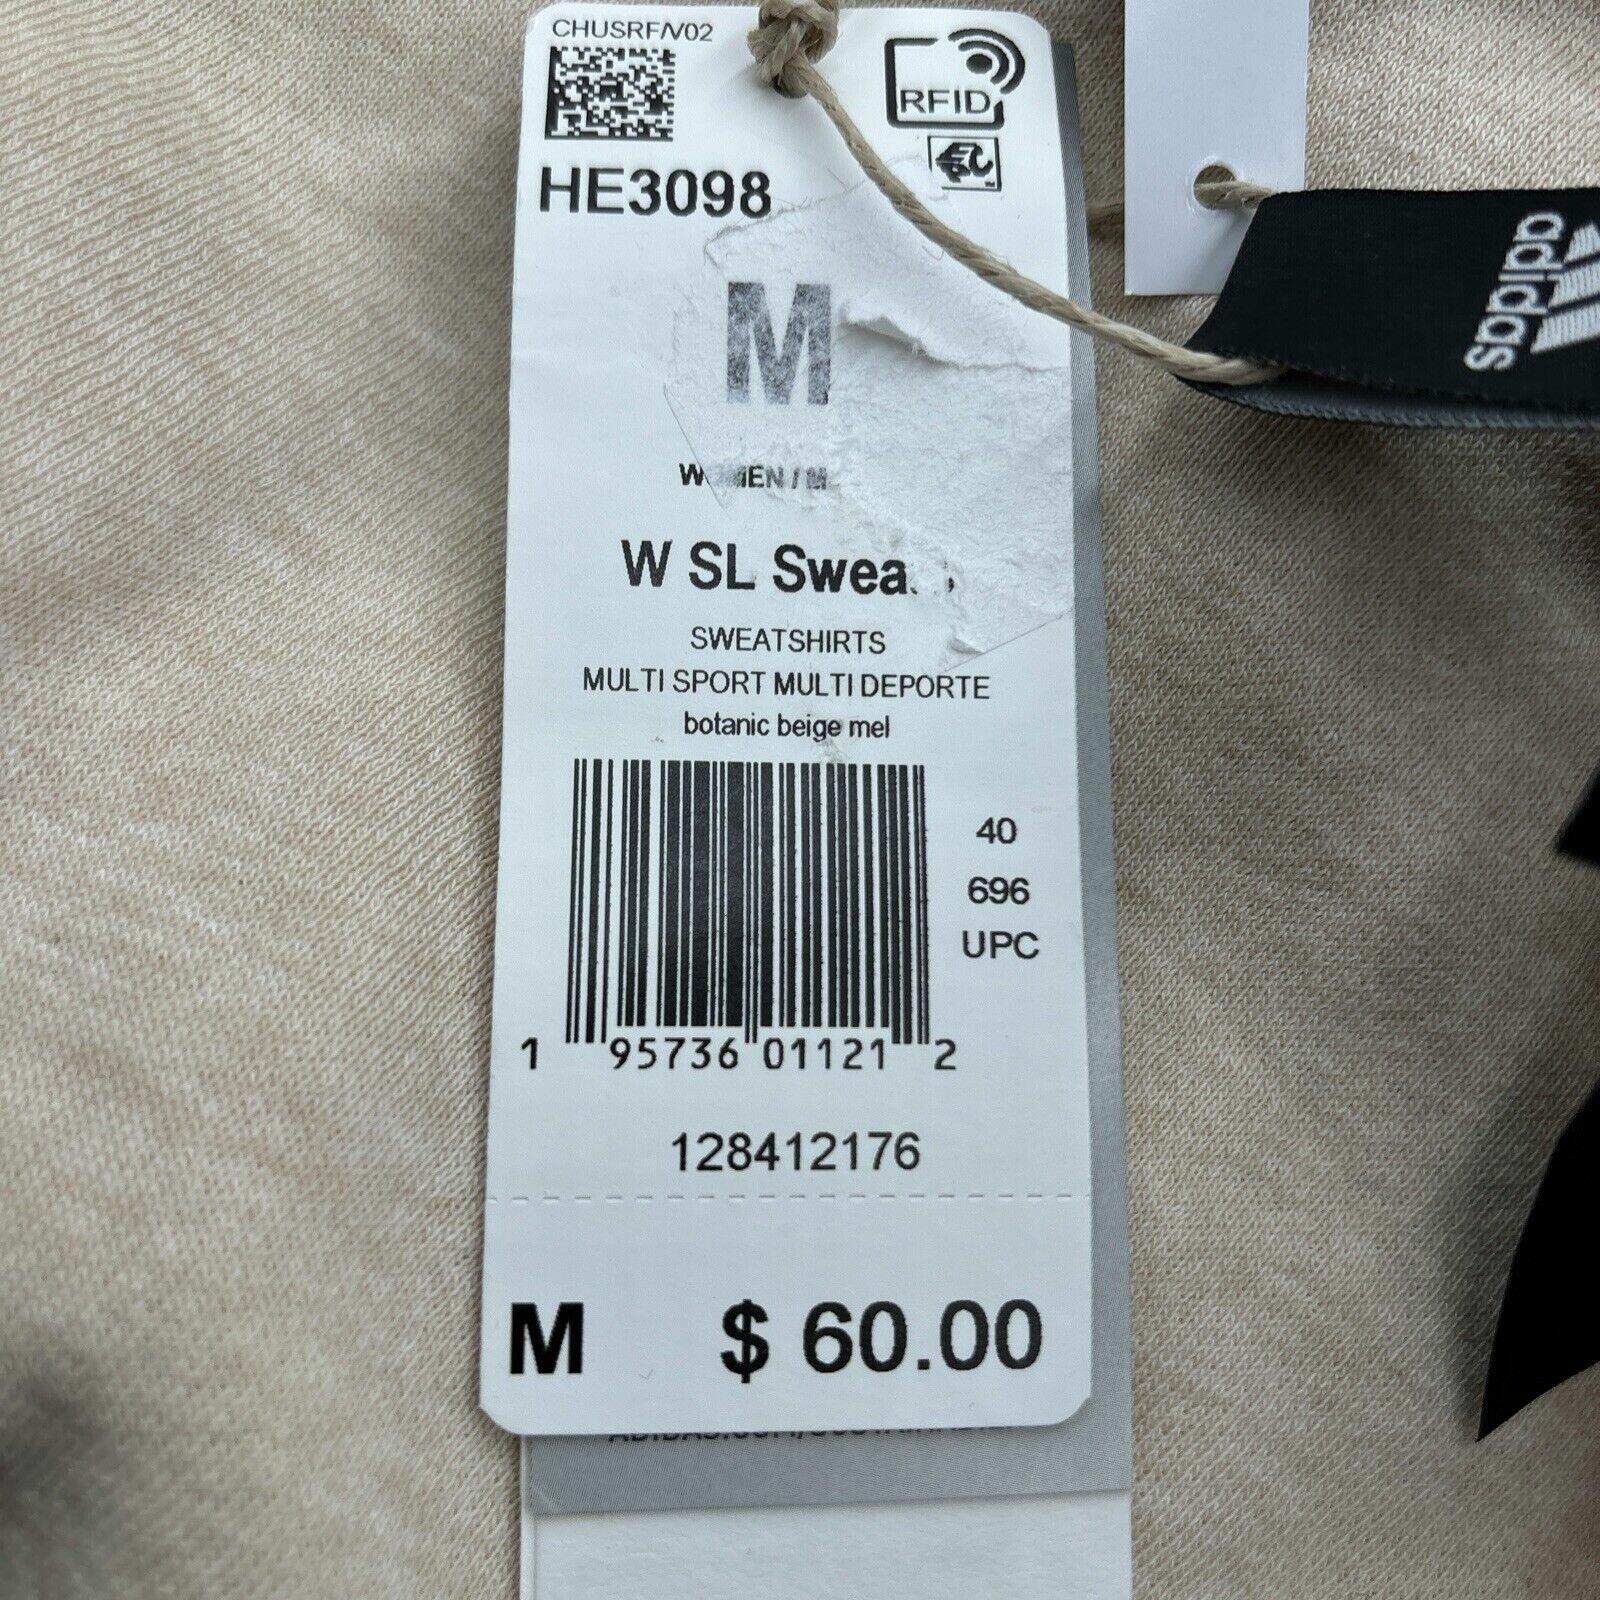 CHUSRF/V02
RFID
HE3098
adidas
M
WOMEN / M
W SL
SWEATSHIRTS
MULTI SPORT MULTI DEPORTE
botanic beige mel
40
696
UPC
1 95736 01121 2
128412176
M $ 60.00